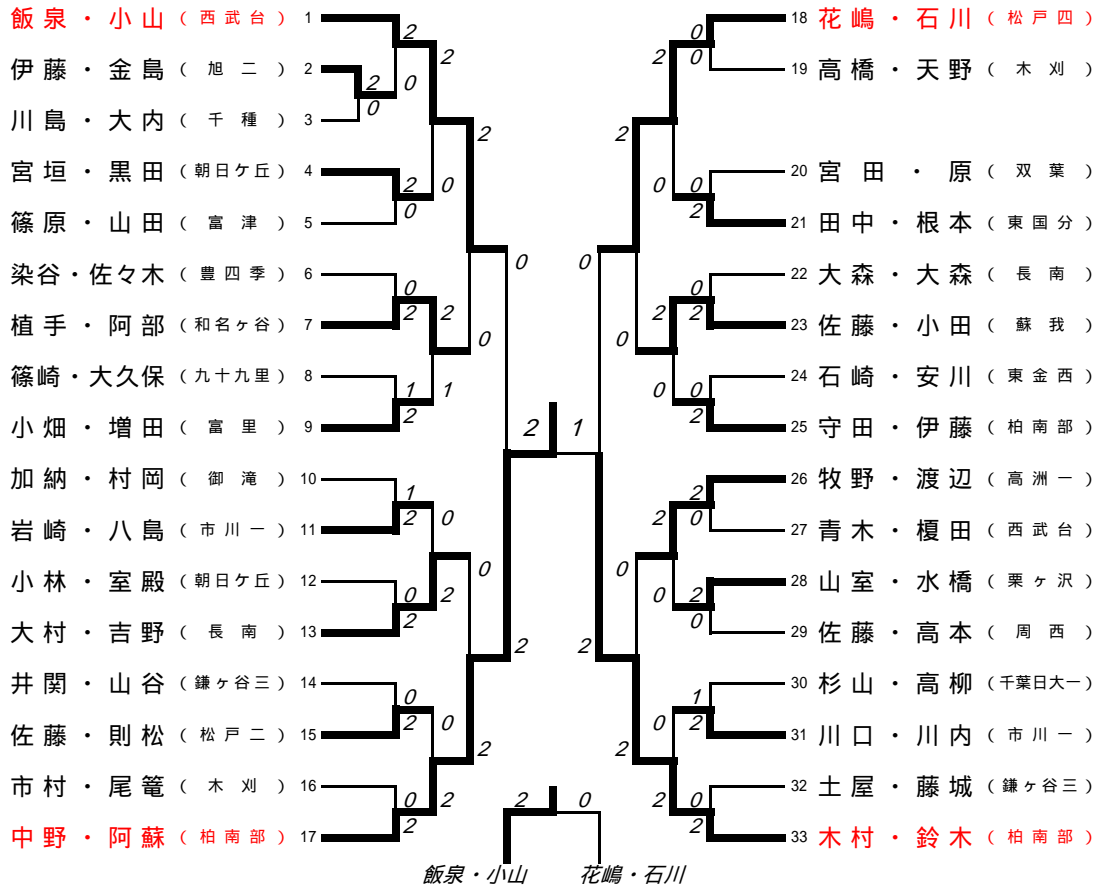 飯泉・小山（西武台）1
伊藤・金島（旭二）2
川島・大内（千種）3
宮垣・黒田（朝日ケ丘）4
篠原・山田（富津）5
染谷・佐々木（豊四季）6
植手・阿部（和名ヶ谷）7
篠崎・大久保（九十九里）8
小畑・増田（富里）9
加納・村岡（御滝）10
岩崎・八島（市川一）11
小林・室殿（朝日ケ丘）12
大村・吉野（長南）13
井関・山谷（鎌ヶ谷三）14
佐藤・則松（松戸二）15
市村・尾篭（木刈）16
中野・阿蘇（柏南部）17
2
0
2
0
0
2
1
2
1
2
0
2
0
2
0
2
2
0
2
1
0
2
0
2
2
0
0
2
0
2
2
1
0
2
0
0
0
2
0
2
0
2
0
2
0
2
0
1
2
0
2
2
0
2
0
2
0
0
2
2
0
0
2
2
0
飯泉・小山
花嶋・石川
18 花嶋・石川（松戸四）
19 高橋・天野（木刈）
20 宮田・原（双葉）
21 田中・根本（東国分）
22 大森・大森（長南）
23 佐藤・小田（蘇我）
24 石崎・安川（東金西）
25 守田・伊藤（柏南部）
26 牧野・渡辺（高洲一）
27 青木・榎田（西武台）
28 山室・水橋（栗ヶ沢）
29 佐藤・高本（周西）
30 杉山・高柳（千葉日大一）
31 川口・川内（市川一）
32 土屋・藤城（鎌ヶ谷三）
33 木村・鈴木（柏南部）